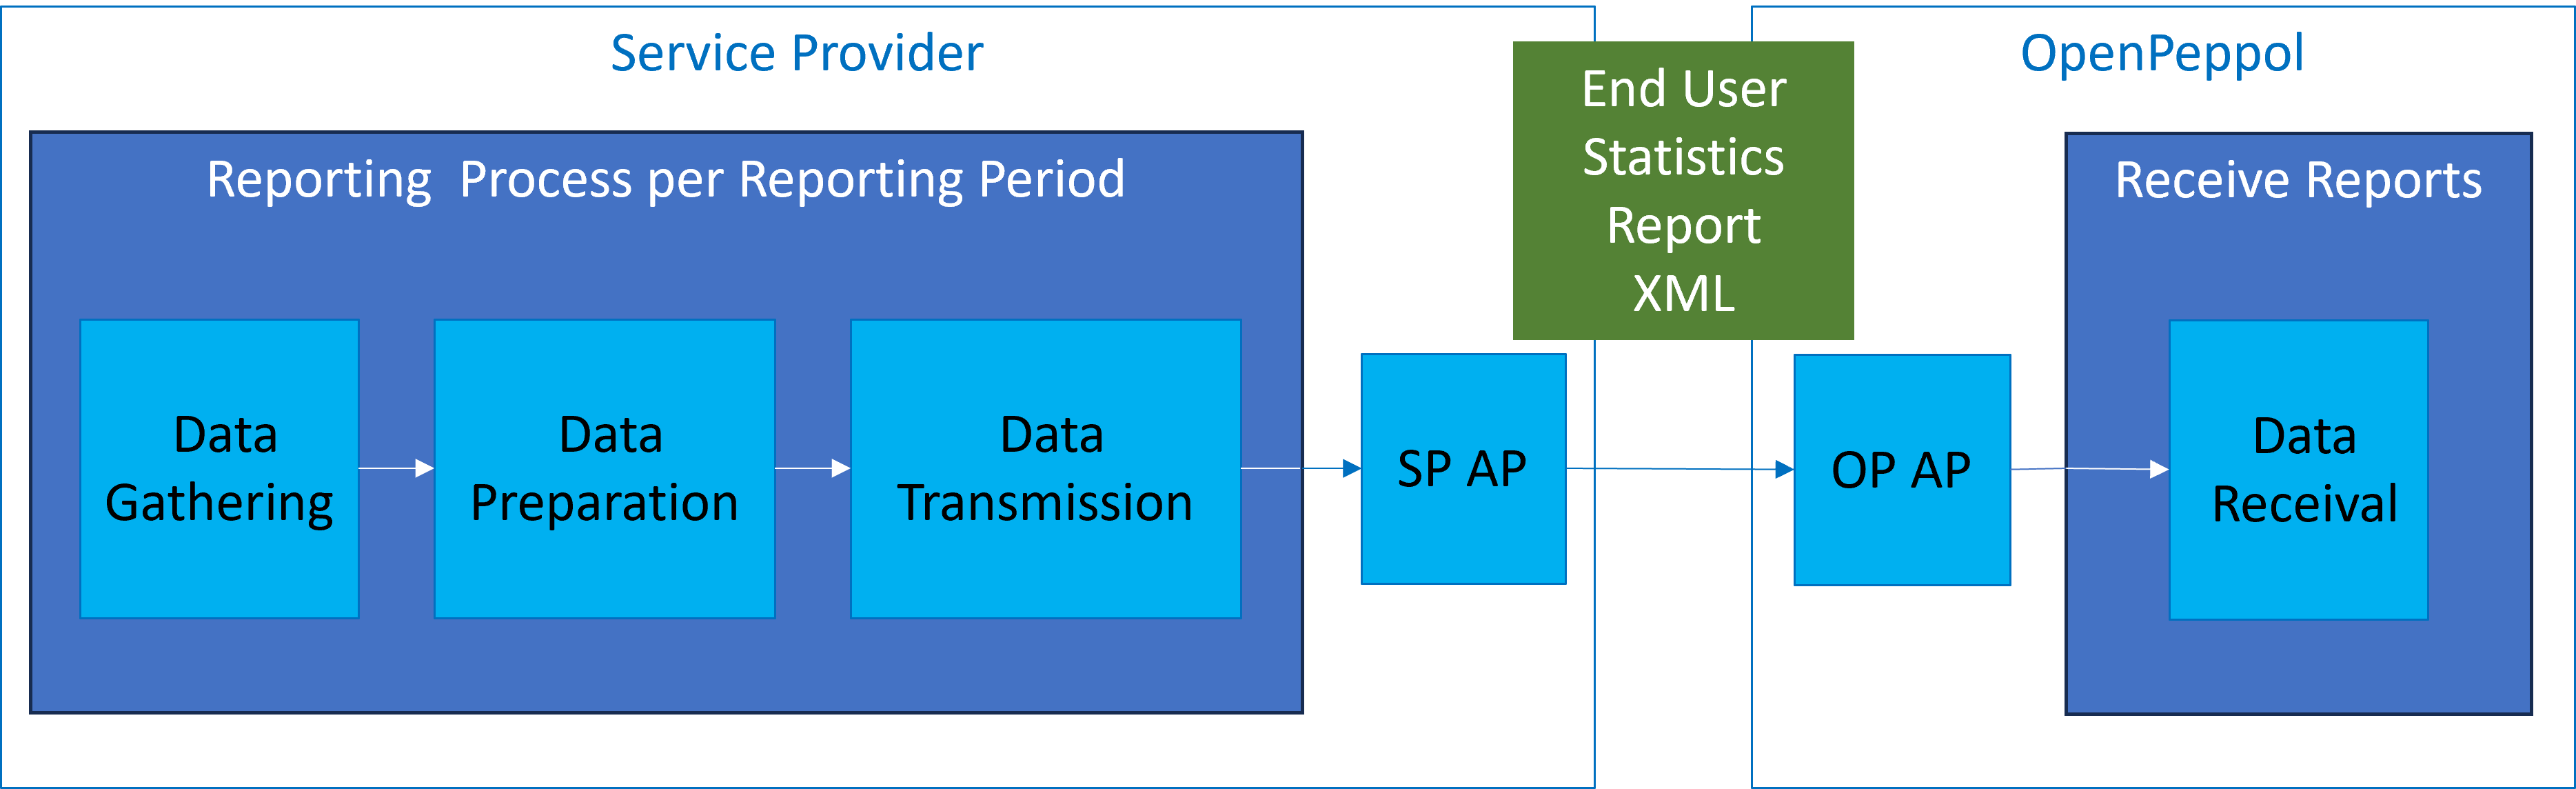 Service Provider
OpenPeppol
Reporting  Process per Reporting Period
End User
Statistics
Report
XML
Receive Reports
Data
Gathering
Data
Preparation
Data
Transmission
SP AP
OP AP
Data
Receival